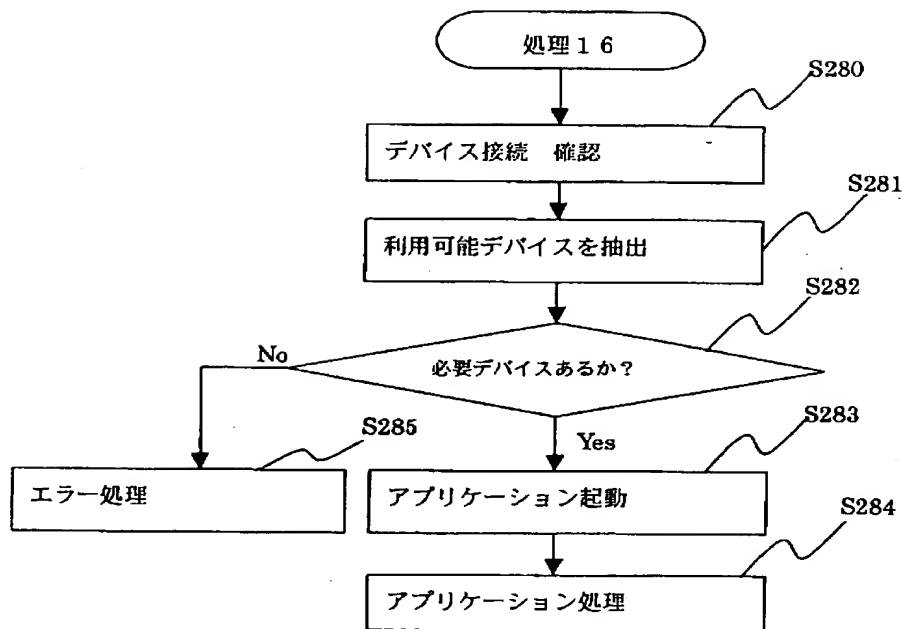 処理１６
S280
デバイス接続　確認
S281
利用可能デバイスを抽出
S282
No
必要デバイスあるか？
S285
Yes
S283
エラー処理
アプリケーション起動
S284
アプリケーション処理